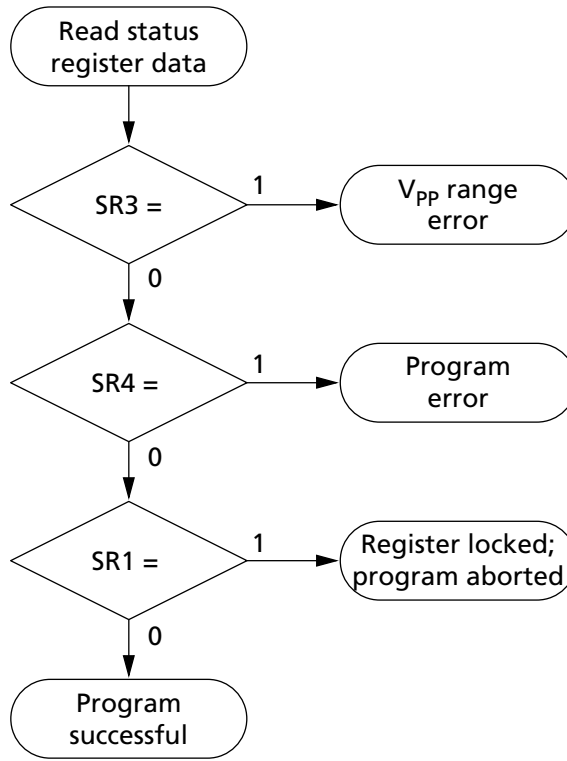 Read status
register data
SR3 =
1
V_PP range
error
0
SR4 =
1
Program
error
0
SR1 =
1
Register locked;
program aborted
0
Program
successful